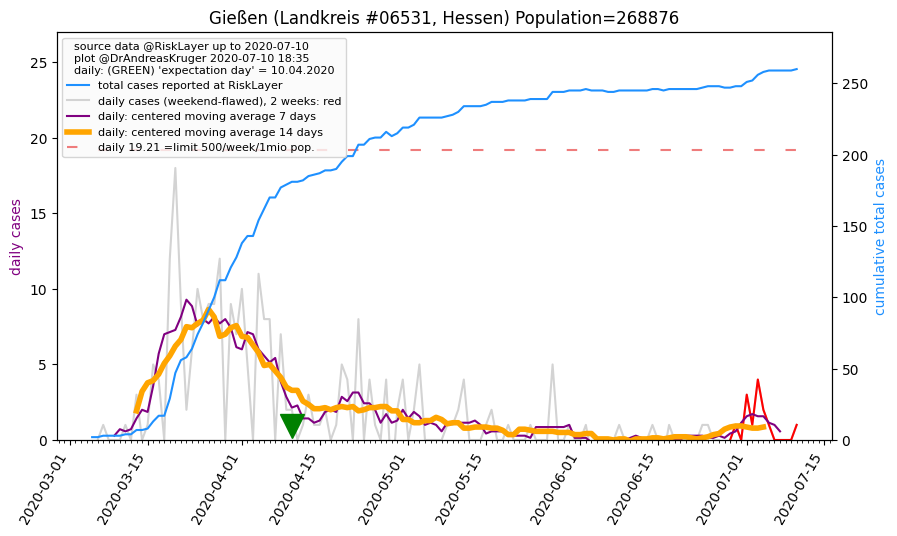 Gießen (Landkreis #06531, Hessen) Population=268876
source data @RiskLayer up to 2020-07-10
plot @DrAndreasKruger 2020-07-10 18:35
daily: (GREEN) 'expectation day' = 10.04.2020
total cases reported at RiskLayer
daily cases (weekend-flawed), 2 weeks: red
daily: centered moving average 7 days
daily: centered moving average 14 days
daily 19.21 =limit 500/week/1mio pop.
daily cases
25
20
15
10
5
0
cumulative total cases
250
200
150
100
50
0
2020-03-01
2020-03-15
2020-04-01
2020-04-15
2020-05-01
2020-05-15
2020-06-01
2020-06-15
2020-07-01
2020-07-15